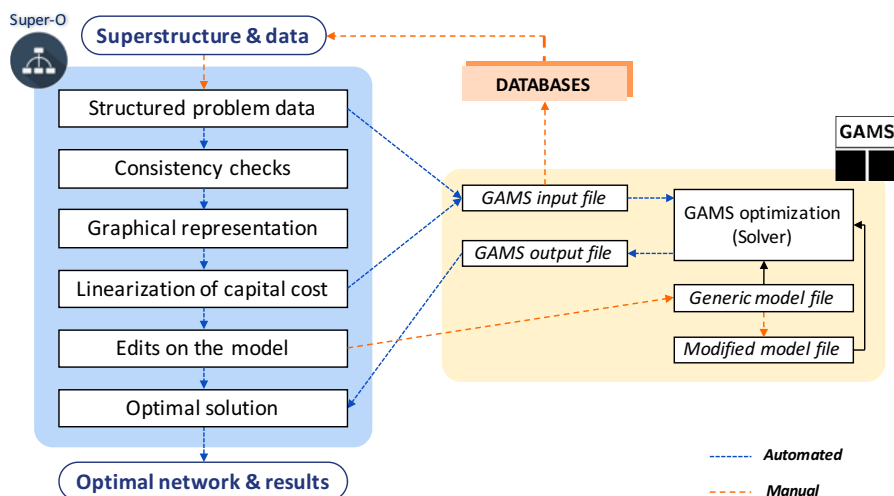 Super-O
Superstructure & data
Structured problem data
Consistency checks
Graphical representation
Linearization of capital cost
Edits on the model
Optimal solution
Optimal network & results
DATABASES
GAMS
GAMS input file
GAMS output file
GAMS optimization
(Solver)
Generic model file
Modified model file
Automated
Manual